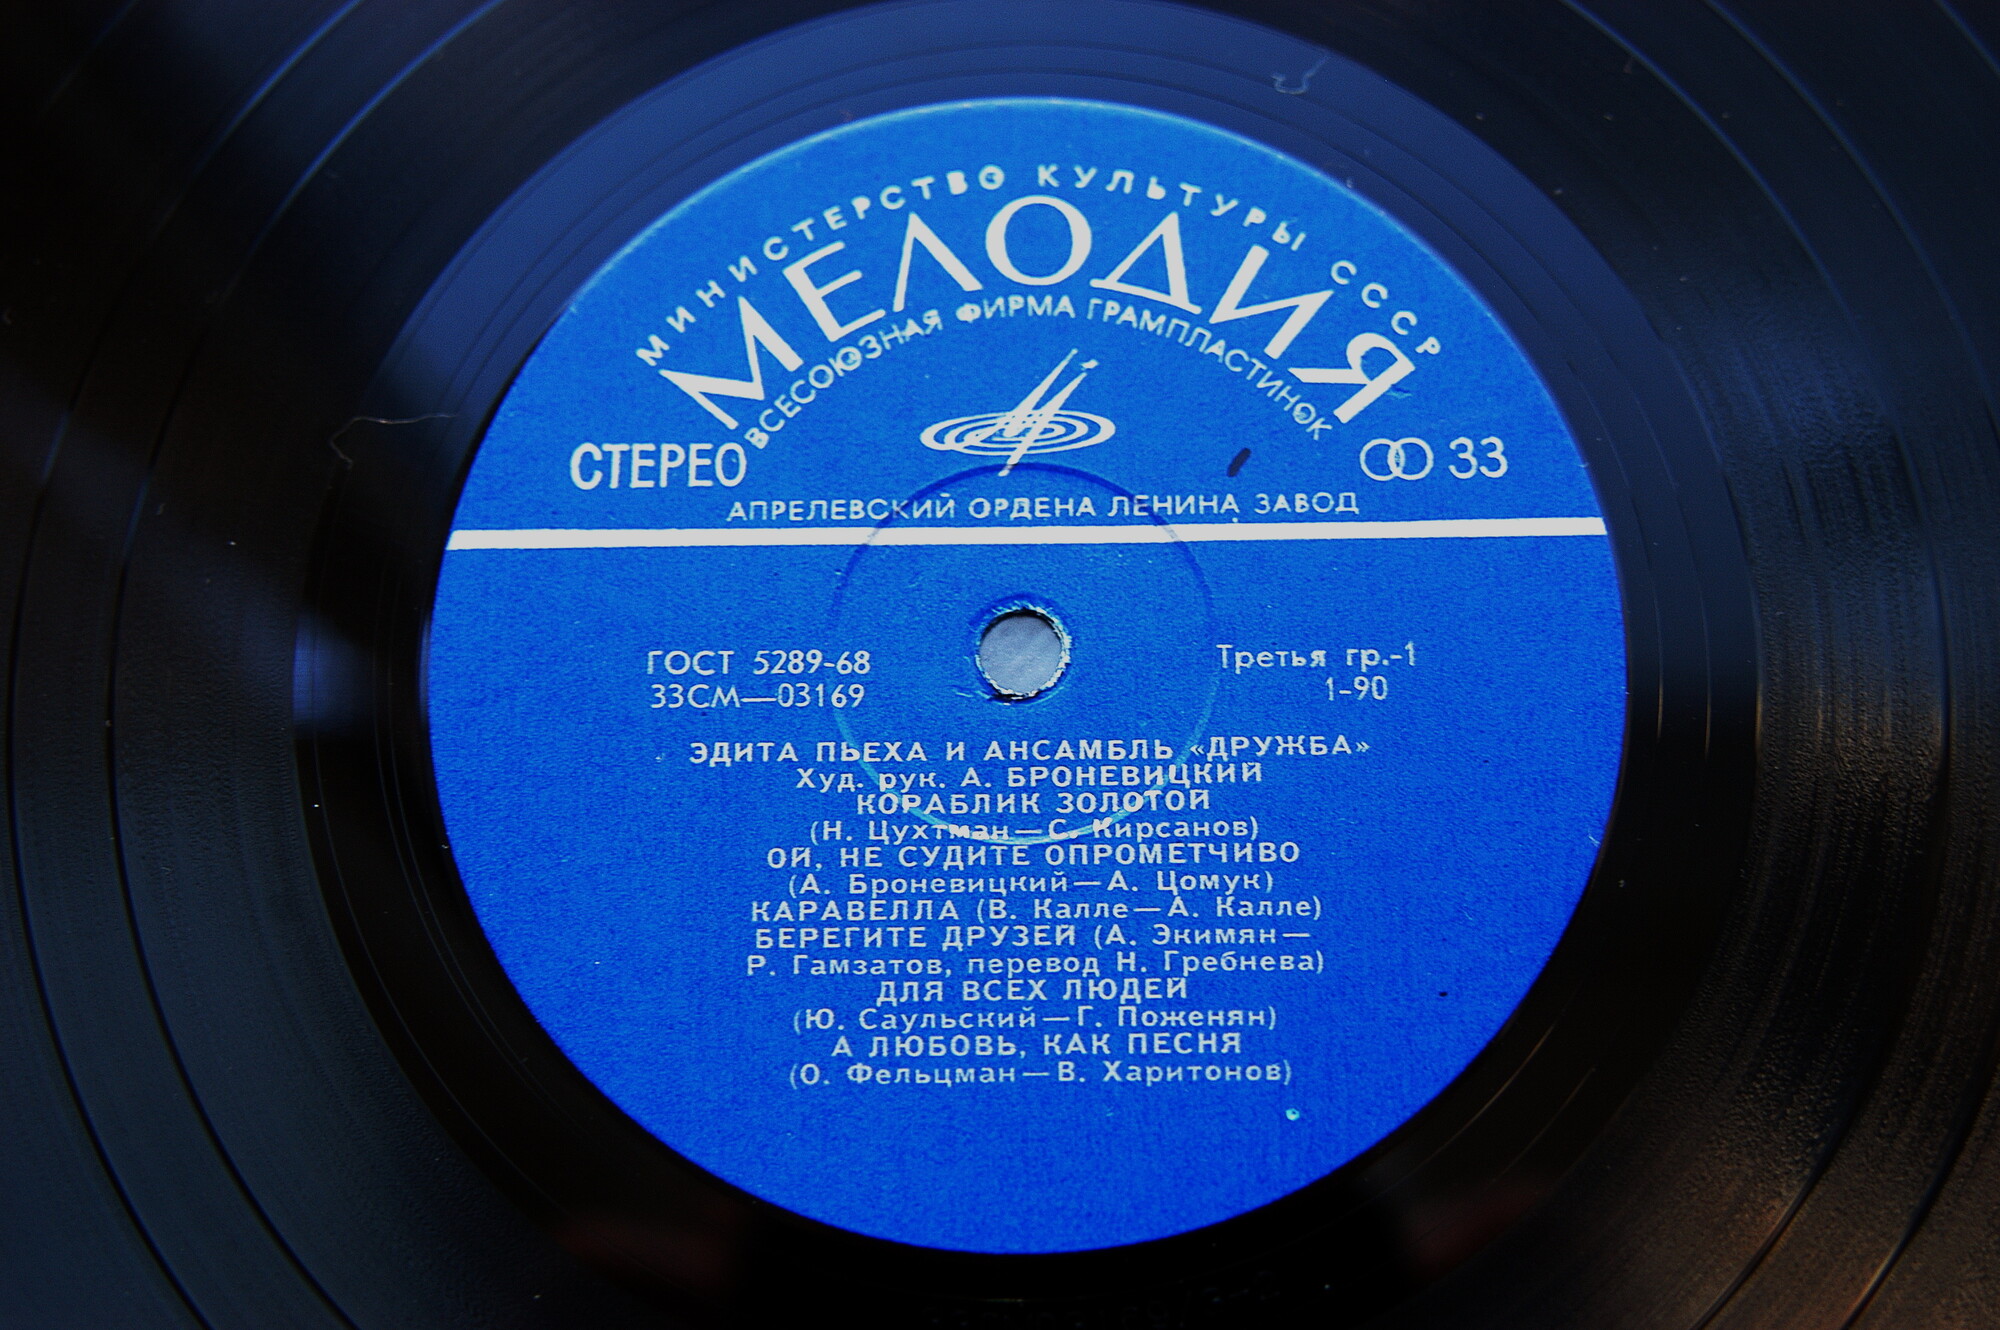 МИНИСТЕРСТВО КУЛЬТУРЫ СССР
МЕЛОДИЯ
ВСЕСОЮЗНАЯ ФИРМА ГРАМПЛАСТИНОК
СТЕРЕО
33
АПРЕЛЕВСКИЙ ОРДЕНА ЛЕНИНА ЗАВОД
ГОСТ 5289-68
Третья гр.-1
33СМ—03169
1-90
ЭДИТА ПЬЕХА И АНСАМБЛЬ «ДРУЖБА»
Худ. рук. А. БРОНЕВИЦКИЙ
КОРАБЛИК ЗОЛОТОЙ
(Н. Цухтман—С. Кирсанов)
ОЙ, НЕ СУДИТЕ ОПРОМЕТЧИВО
(А. Броневицкий—А. Цомук)
КАРАВЕЛЛА (В. Калле—А. Калле)
БЕРЕГИТЕ ДРУЗЕЙ (А. Экимян—
Р. Гамзатов, перевод Н. Гребнева)
ДЛЯ ВСЕХ ЛЮДЕЙ
(Ю. Саульский—Г. Поженян)
А ЛЮБОВЬ, КАК ПЕСНЯ
(О. Фельцман—В. Харитонов)